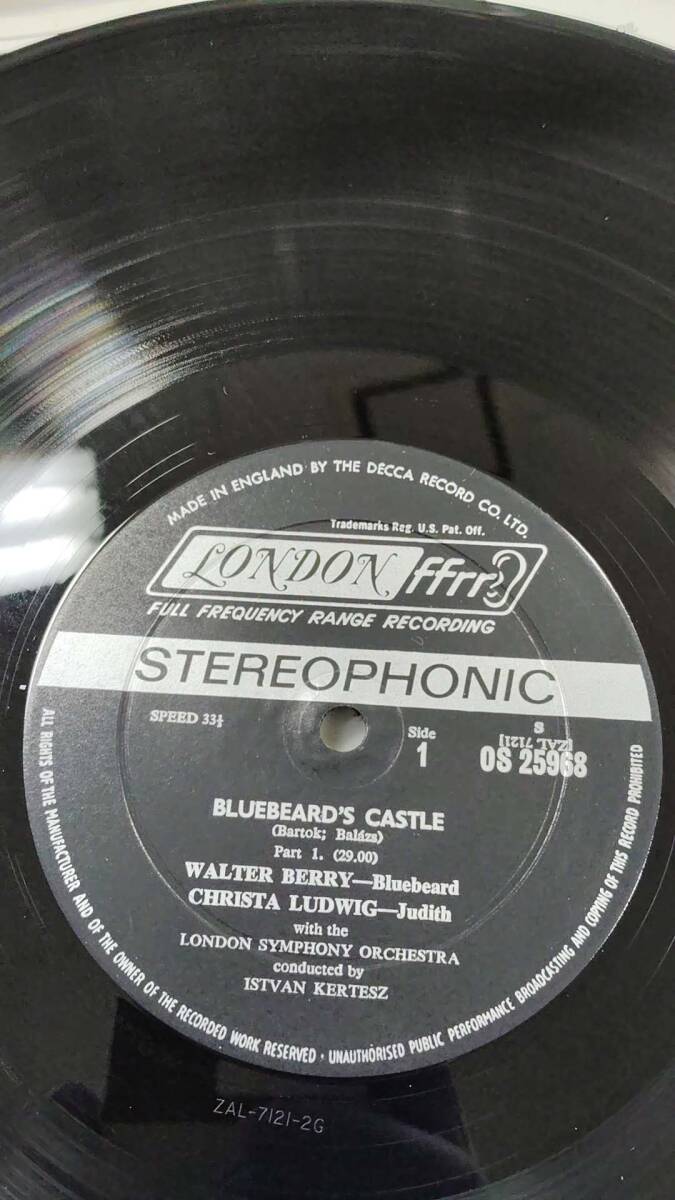 MADE IN ENGLAND BY THE DECCA RECORD CO. LTD.
Trademarks Reg. U.S. Pat. Off.
LONDON ffrr
FULL FREQUENCY RANGE RECORDING
STEREOPHONIC
SPEED 33⅓
Side
1
S
[ZAL 7121]
OS 25968
BLUEBEARD'S CASTLE
(Bartok; Balázs)
Part 1. (29.00)
WALTER BERRY—Bluebeard
CHRISTA LUDWIG—Judith
with the
LONDON SYMPHONY ORCHESTRA
conducted by
ISTVAN KERTESZ
ALL RIGHTS OF THE MANUFACTURER AND OF THE OWNER OF THE RECORDED WORK RESERVED · UNAUTHORISED PUBLIC PERFORMANCE BROADCASTING AND COPYING OF THIS RECORD PROHIBITED
ZAL-7121-2G